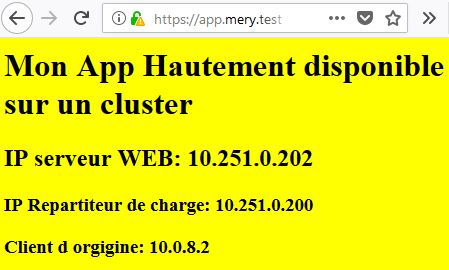 https://app.mery.test
Mon App Hautement disponible
sur un cluster
IP serveur WEB: 10.251.0.202
IP Repartiteur de charge: 10.251.0.200
Client d orgigine: 10.0.8.2